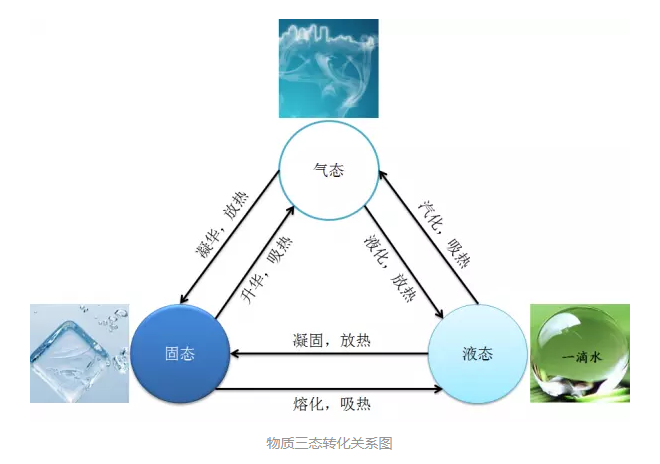 气态
凝华，放热
升华，吸热
液化，放热
汽化，吸热
固态
凝固，放热
熔化，吸热
液态
一滴水
物质三态转化关系图